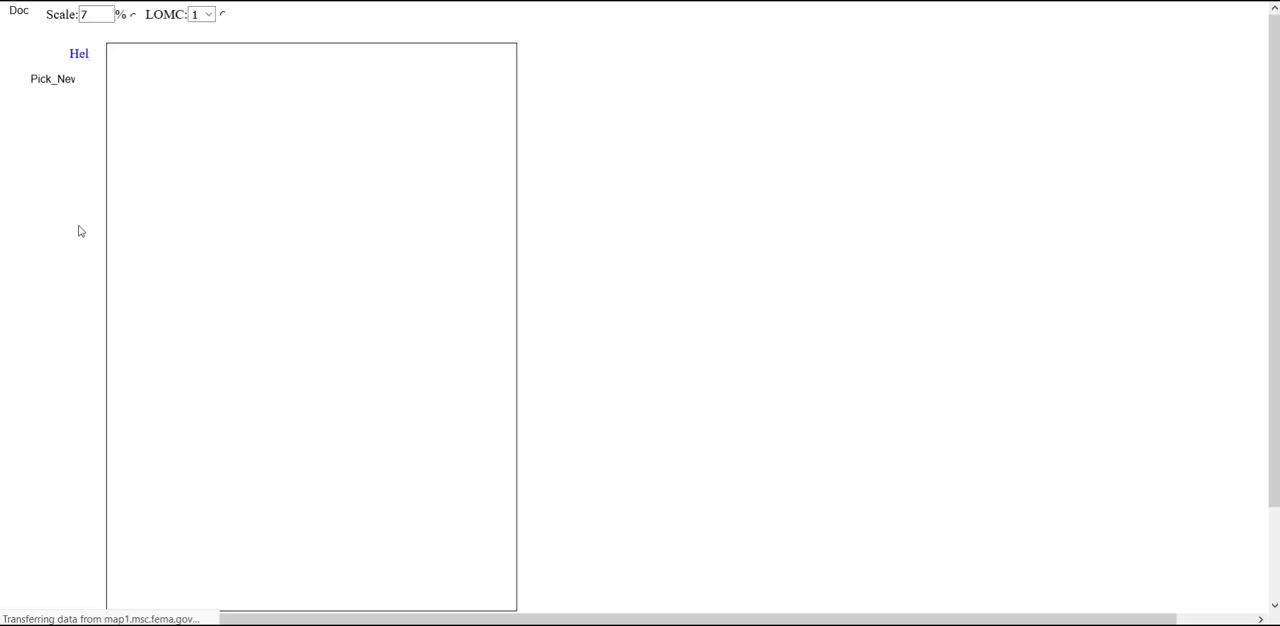 Doc
Scale: 7 % LOMC: 1
Hel
Pick_Nev
Transferring data from map1.msc.fema.gov...